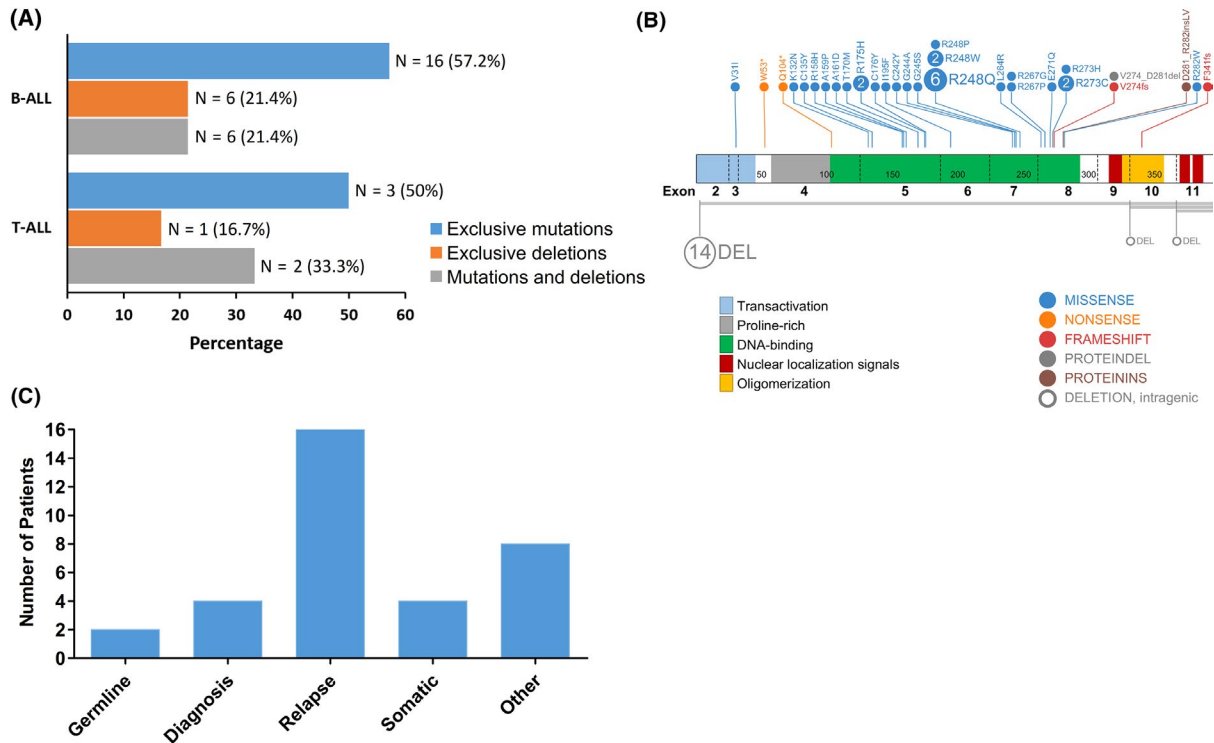 (A)
B-ALL
N = 16 (57.2%)
N = 6 (21.4%)
N = 6 (21.4%)
T-ALL
N = 3 (50%)
N = 1 (16.7%)
N = 2 (33.3%)
Exclusive mutations
Exclusive deletions
Mutations and deletions
0 10 20 30 40 50 60
Percentage
(B)
V31I
W53*
Q104*
K132N
C135Y
R158H
A159P
A161D
T170M
2 R175H
C176Y
I195F
C242Y
G244A
G245S
R248P
2 R248W
6 R248Q
L264R
R267G
R267P
E271Q
R273H
2 R273C
V274_D281del
V274fs
D281_R282insLV
R282W
F341fs
50 100 150 200 250 300 350
Exon 2 3 4 5 6 7 8 9 10 11
14 DEL
DEL
DEL
Transactivation
Proline-rich
DNA-binding
Nuclear localization signals
Oligomerization
MISSENSE
NONSENSE
FRAMESHIFT
PROTEINDEL
PROTEININS
DELETION, intragenic
(C)
Number of Patients
16
14
12
10
8
6
4
2
0
Germline
Diagnosis
Relapse
Somatic
Other